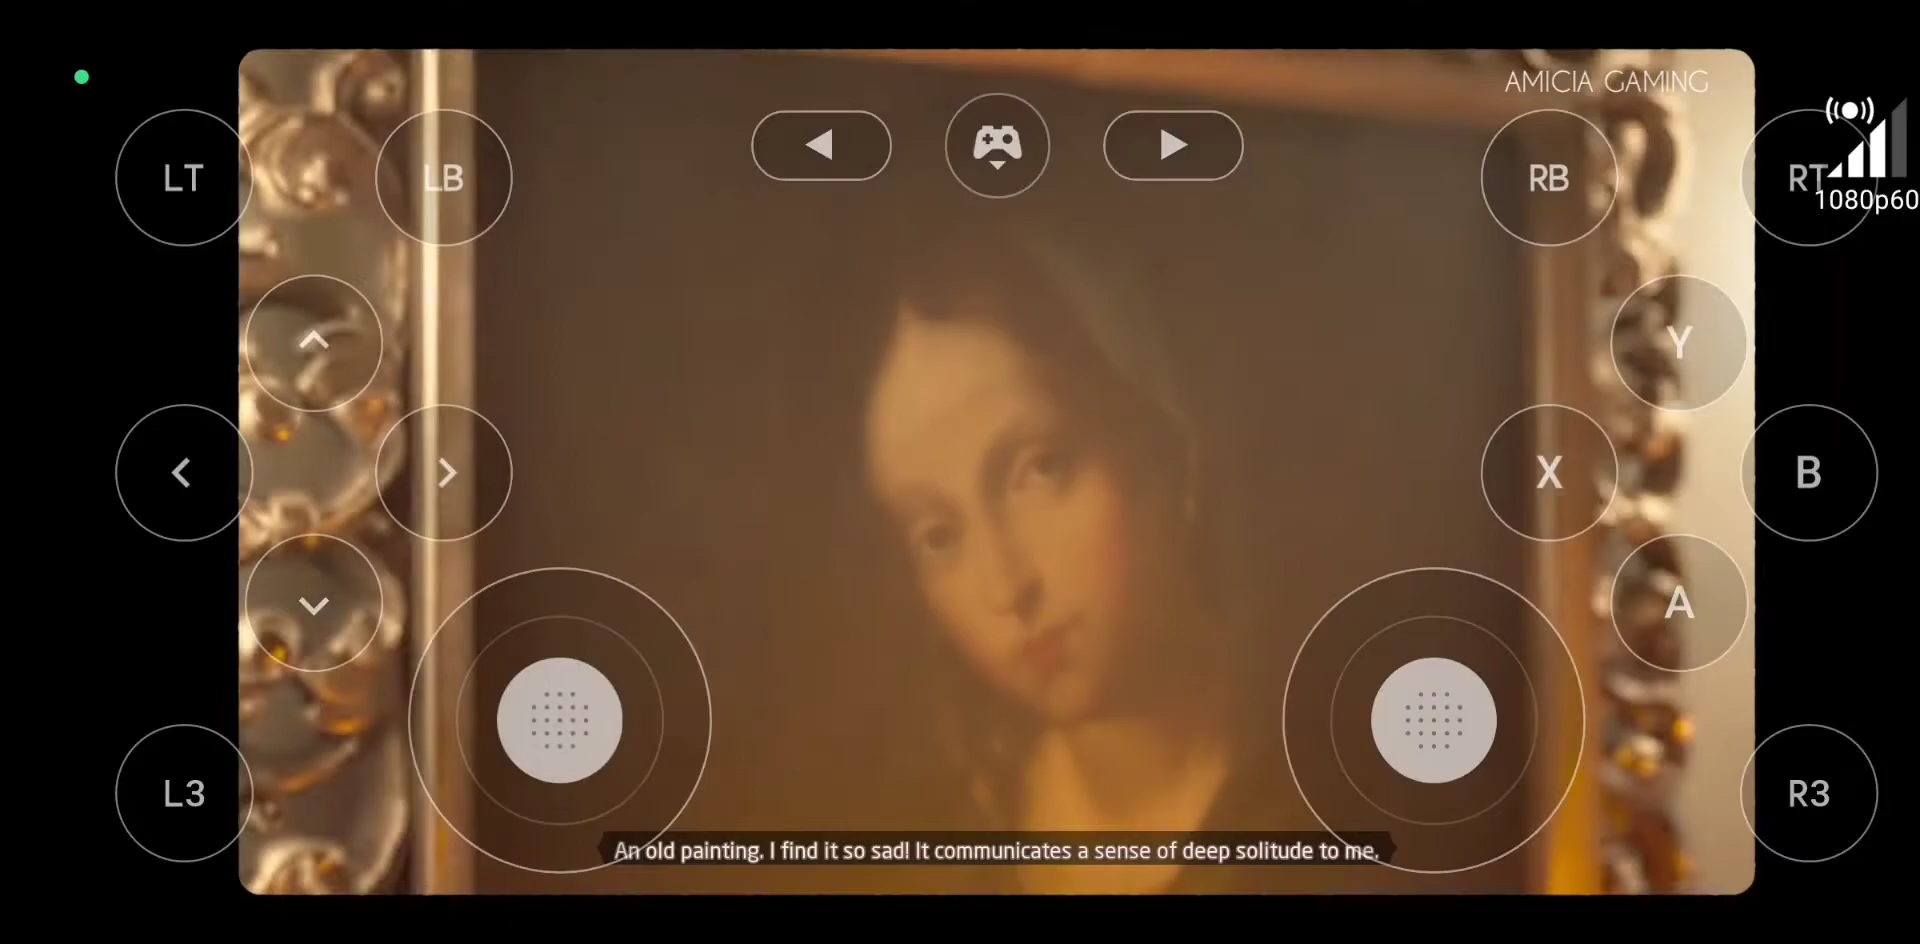 AMICIA GAMING
LT
LB
RB
RT
1080p60
Y
X
B
A
L3
R3
An old painting. I find it so sad! It communicates a sense of deep solitude to me.